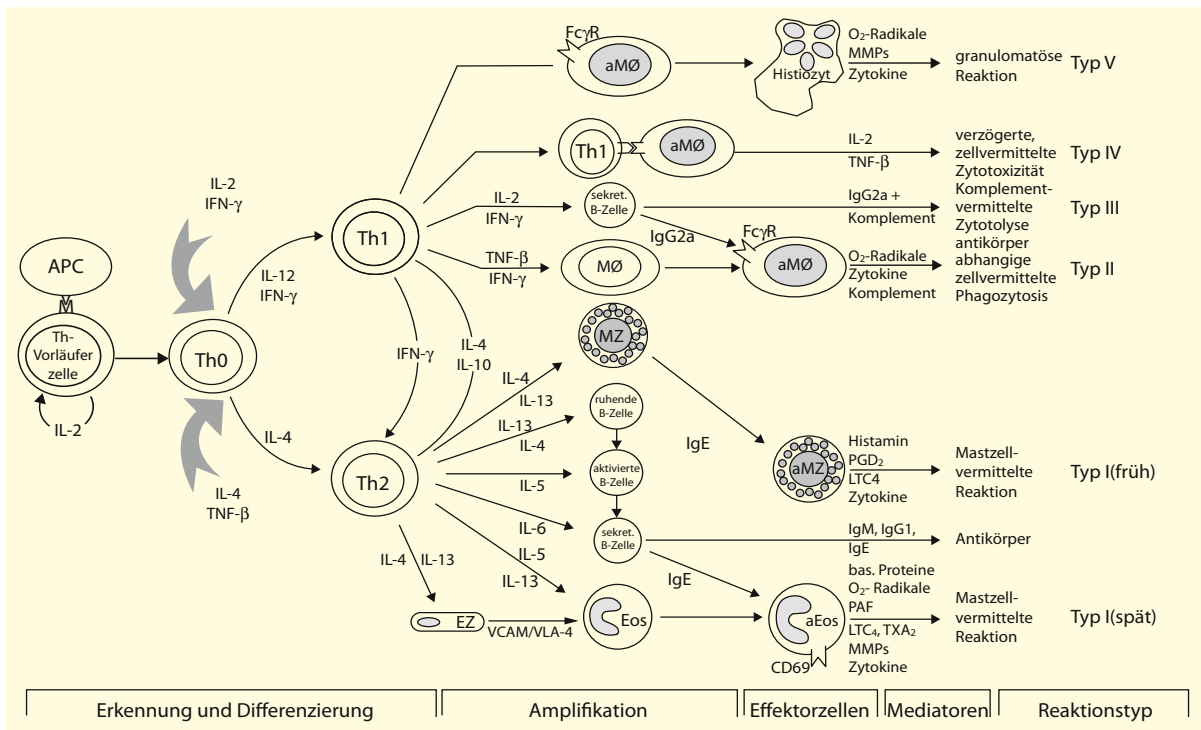 FcγR
aMØ
Histiozyt
O₂-Radikale
MMPs
Zytokine
granulomatöse
Reaktion
Typ V
Th1
aMØ
IL-2
TNF-β
verzögerte,
zellvermittelte
Zytotoxizität
Typ IV
IL-2
IFN-γ
Th1
IL-2
IFN-γ
sekret.
B-Zelle
IgG2a
IgG2a +
Komplement
Komplement-
vermittelte
Zytotolyse
Typ III
APC
IL-12
IFN-γ
TNF-β
IFN-γ
MØ
FcγR
aMØ
O₂-Radikale
Zytokine
Komplement
antikörper
abhangige
zellvermittelte
Phagozytosis
Typ II
M
Th-
Vorläufer
zelle
IL-2
Th0
IFN-γ
IL-4
IL-10
MZ
IL-4
IL-13
IL-13
IL-4
ruhende
B-Zelle
IgE
IL-4
IL-4
TNF-β
Th2
IL-5
aktivierte
B-Zelle
aMZ
Histamin
PGD₂
LTC4
Zytokine
Mastzell-
vermittelte
Reaktion
Typ I(früh)
IL-6
sekret.
B-Zelle
IgM, IgG1,
IgE
Antikörper
IL-4
IL-13
IL-5
IL-13
IgE
EZ
VCAM/VLA-4
Eos
aEos
CD69
bas. Proteine
O₂- Radikale
PAF
LTC₄, TXA₂
MMPs
Zytokine
Mastzell-
vermittelte
Reaktion
Typ I(spät)
Erkennung und Differenzierung
Amplifikation
Effektorzellen
Mediatoren
Reaktionstyp